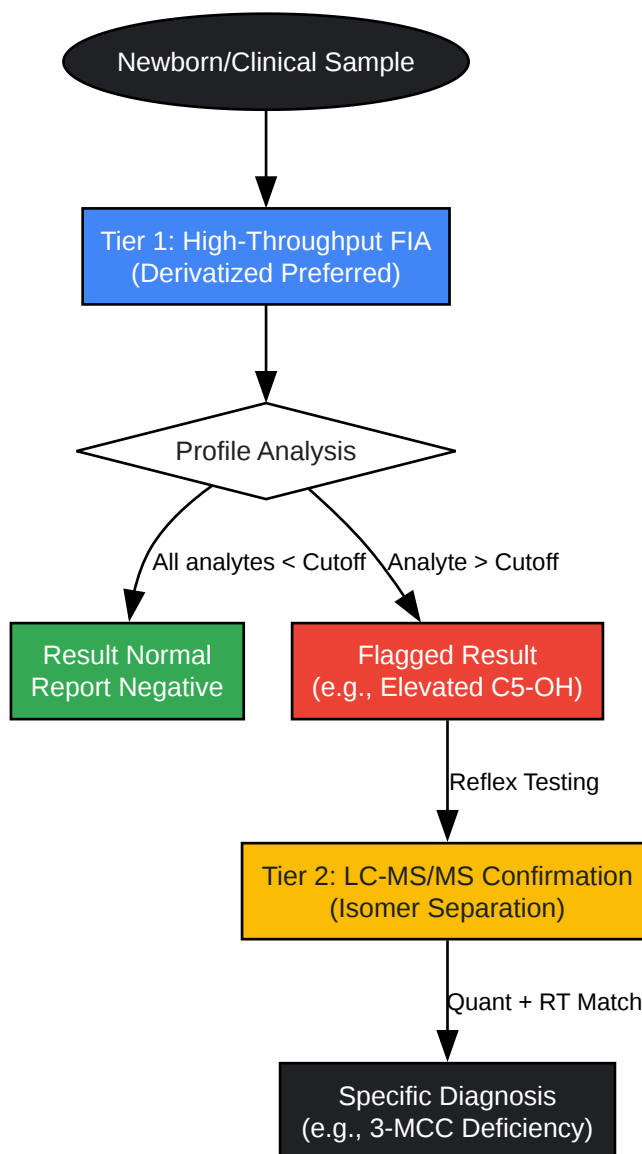 Newborn/Clinical Sample
Tier 1: High-Throughput FIA
(Derivatized Preferred)
Profile Analysis
All analytes < Cutoff
Analyte > Cutoff
Result Normal
Report Negative
Flagged Result
(e.g., Elevated C5-OH)
Reflex Testing
Tier 2: LC-MS/MS Confirmation
(Isomer Separation)
Quant + RT Match
Specific Diagnosis
(e.g., 3-MCC Deficiency)